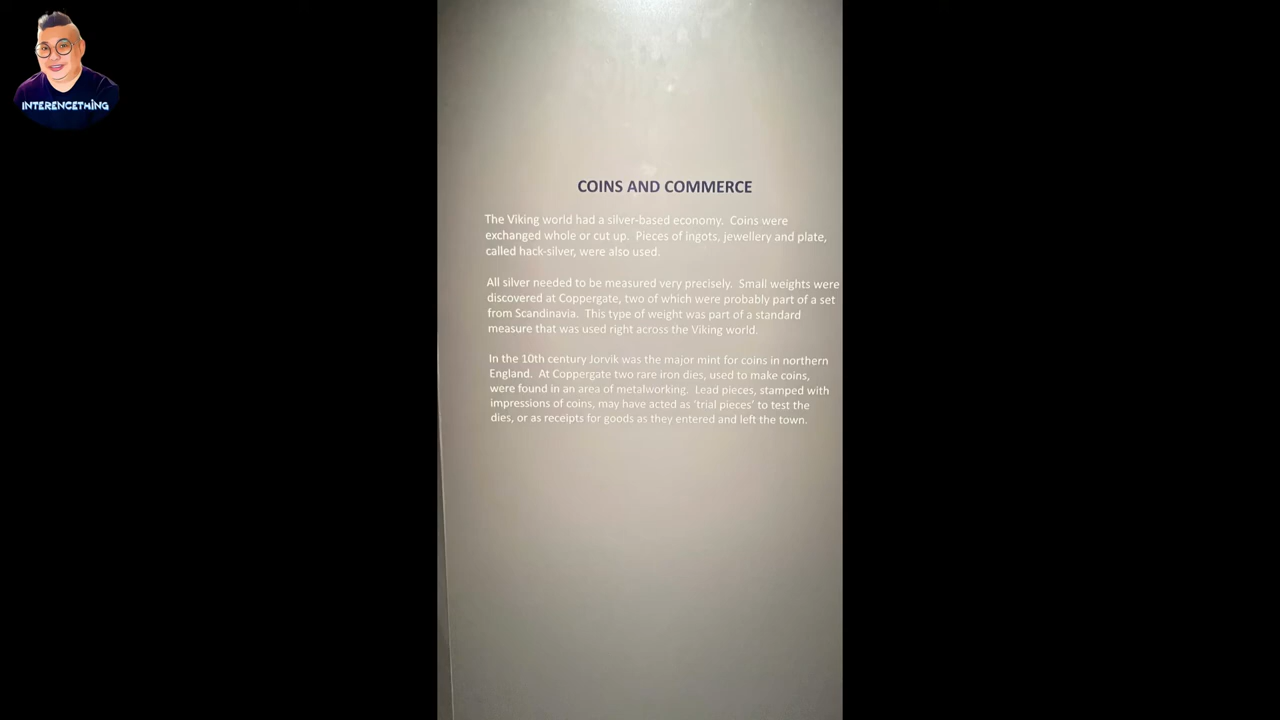 INTERENCETHING
COINS AND COMMERCE
The Viking world had a silver-based economy. Coins were
exchanged whole or cut up. Pieces of ingots, jewellery and plate,
called hack-silver, were also used.
All silver needed to be measured very precisely. Small weights were
discovered at Coppergate, two of which were probably part of a set
from Scandinavia. This type of weight was part of a standard
measure that was used right across the Viking world.
In the 10th century Jorvik was the major mint for coins in northern
England. At Coppergate two rare iron dies, used to make coins,
were found in an area of metalworking. Lead pieces, stamped with
impressions of coins, may have acted as 'trial pieces' to test the
dies, or as receipts for goods as they entered and left the town.